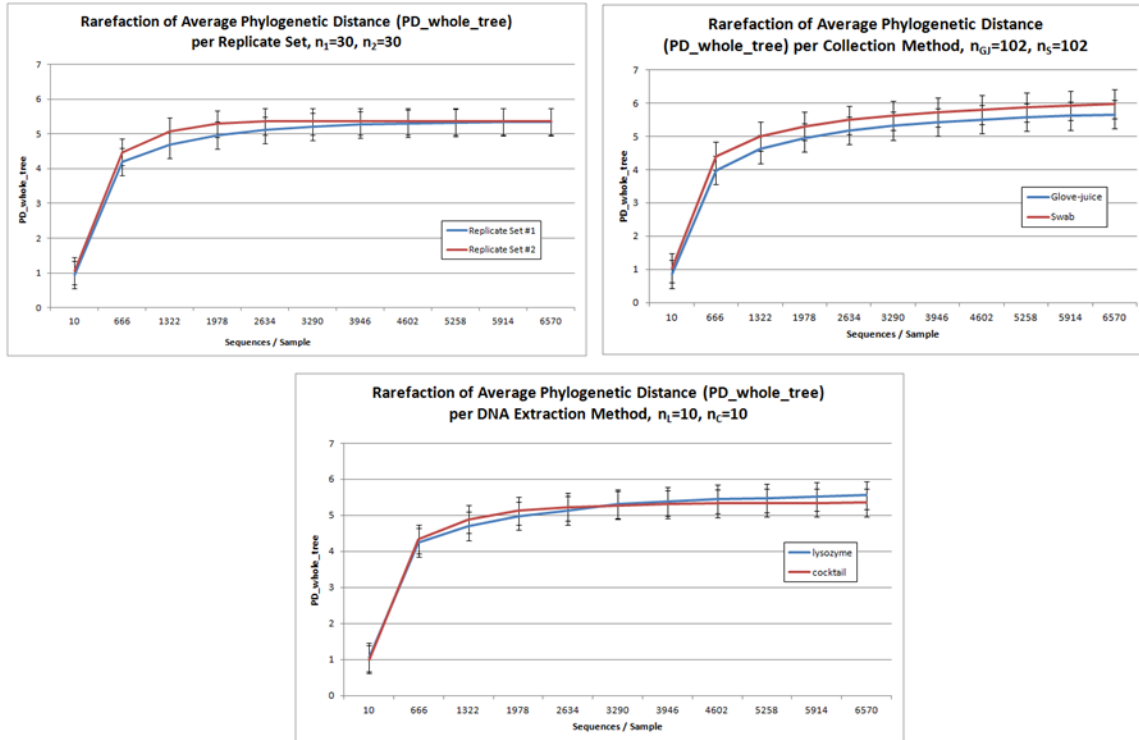 Rarefaction of Average Phylogenetic Distance (PD_whole_tree)
per Replicate Set, n₁=30, n₂=30
7
6
5
4
3
2
1
0
PD_whole_tree
Replicate Set #1
Replicate Set #2
10 666 1322 1978 2634 3290 3946 4602 5258 5914 6570
Sequences / Sample
Rarefaction of Average Phylogenetic Distance
(PD_whole_tree) per Collection Method, n_GJ=102, n_S=102
7
6
5
4
3
2
1
0
PD_whole_tree
Glove-juice
Swab
10 666 1322 1978 2634 3290 3946 4602 5258 5914 6570
Sequences / Sample
Rarefaction of Average Phylogenetic Distance (PD_whole_tree)
per DNA Extraction Method, n_L=10, n_C=10
7
6
5
4
3
2
1
0
PD_whole_tree
lysozyme
cocktail
10 666 1322 1978 2634 3290 3946 4602 5258 5914 6570
Sequences / Sample